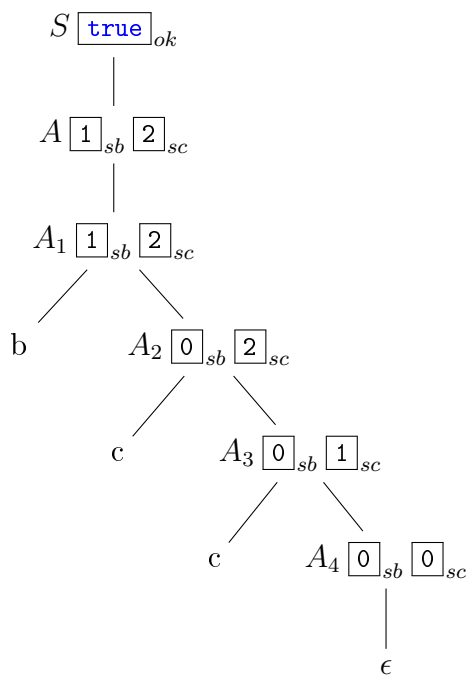 S true ok
A 1 sb 2 sc
A1 1 sb 2 sc
b A2 0 sb 2 sc
c A3 0 sb 1 sc
c A4 0 sb 0 sc
ϵ